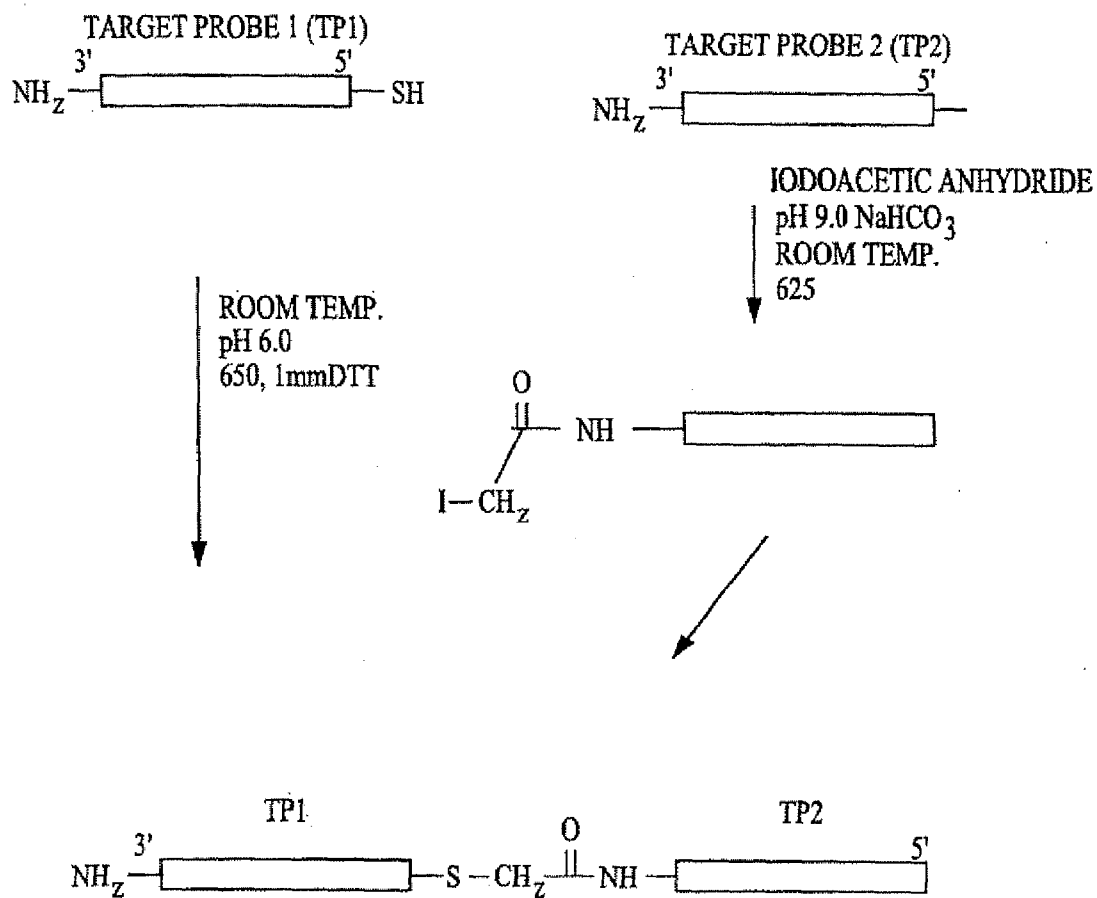 TARGET PROBE 1 (TP1)
3' 5'
NHz SH
TARGET PROBE 2 (TP2)
3' 5'
NHz
IODOACETIC ANHYDRIDE
pH 9.0 NaHCO3
ROOM TEMP.
625
ROOM TEMP.
pH 6.0
650, 1mmDTT
O
NH
I—CHz
TP1 TP2
3' O 5'
NHz S—CHz NH